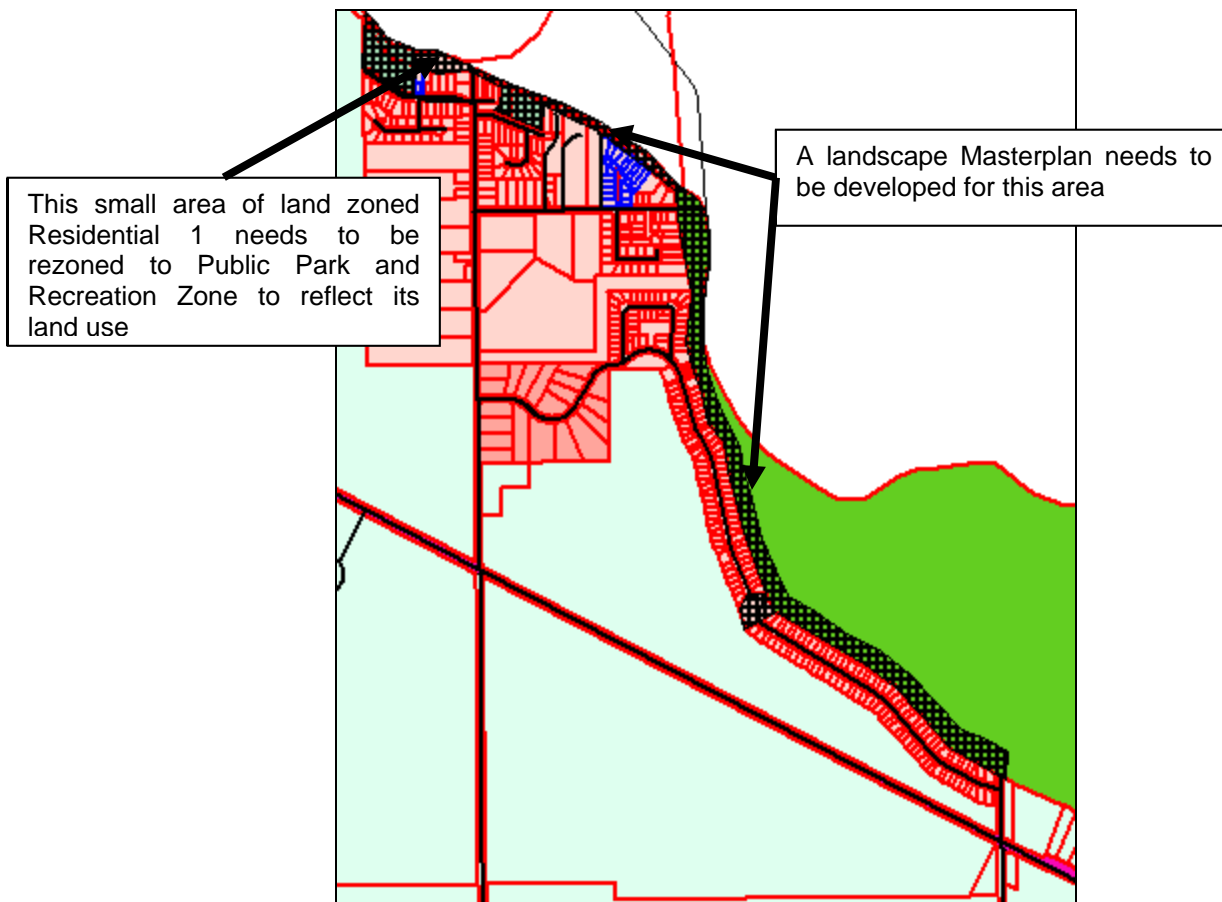 A landscape Masterplan needs to
be developed for this area
This small area of land zoned
Residential 1 needs to be
rezoned to Public Park and
Recreation Zone to reflect its
land use